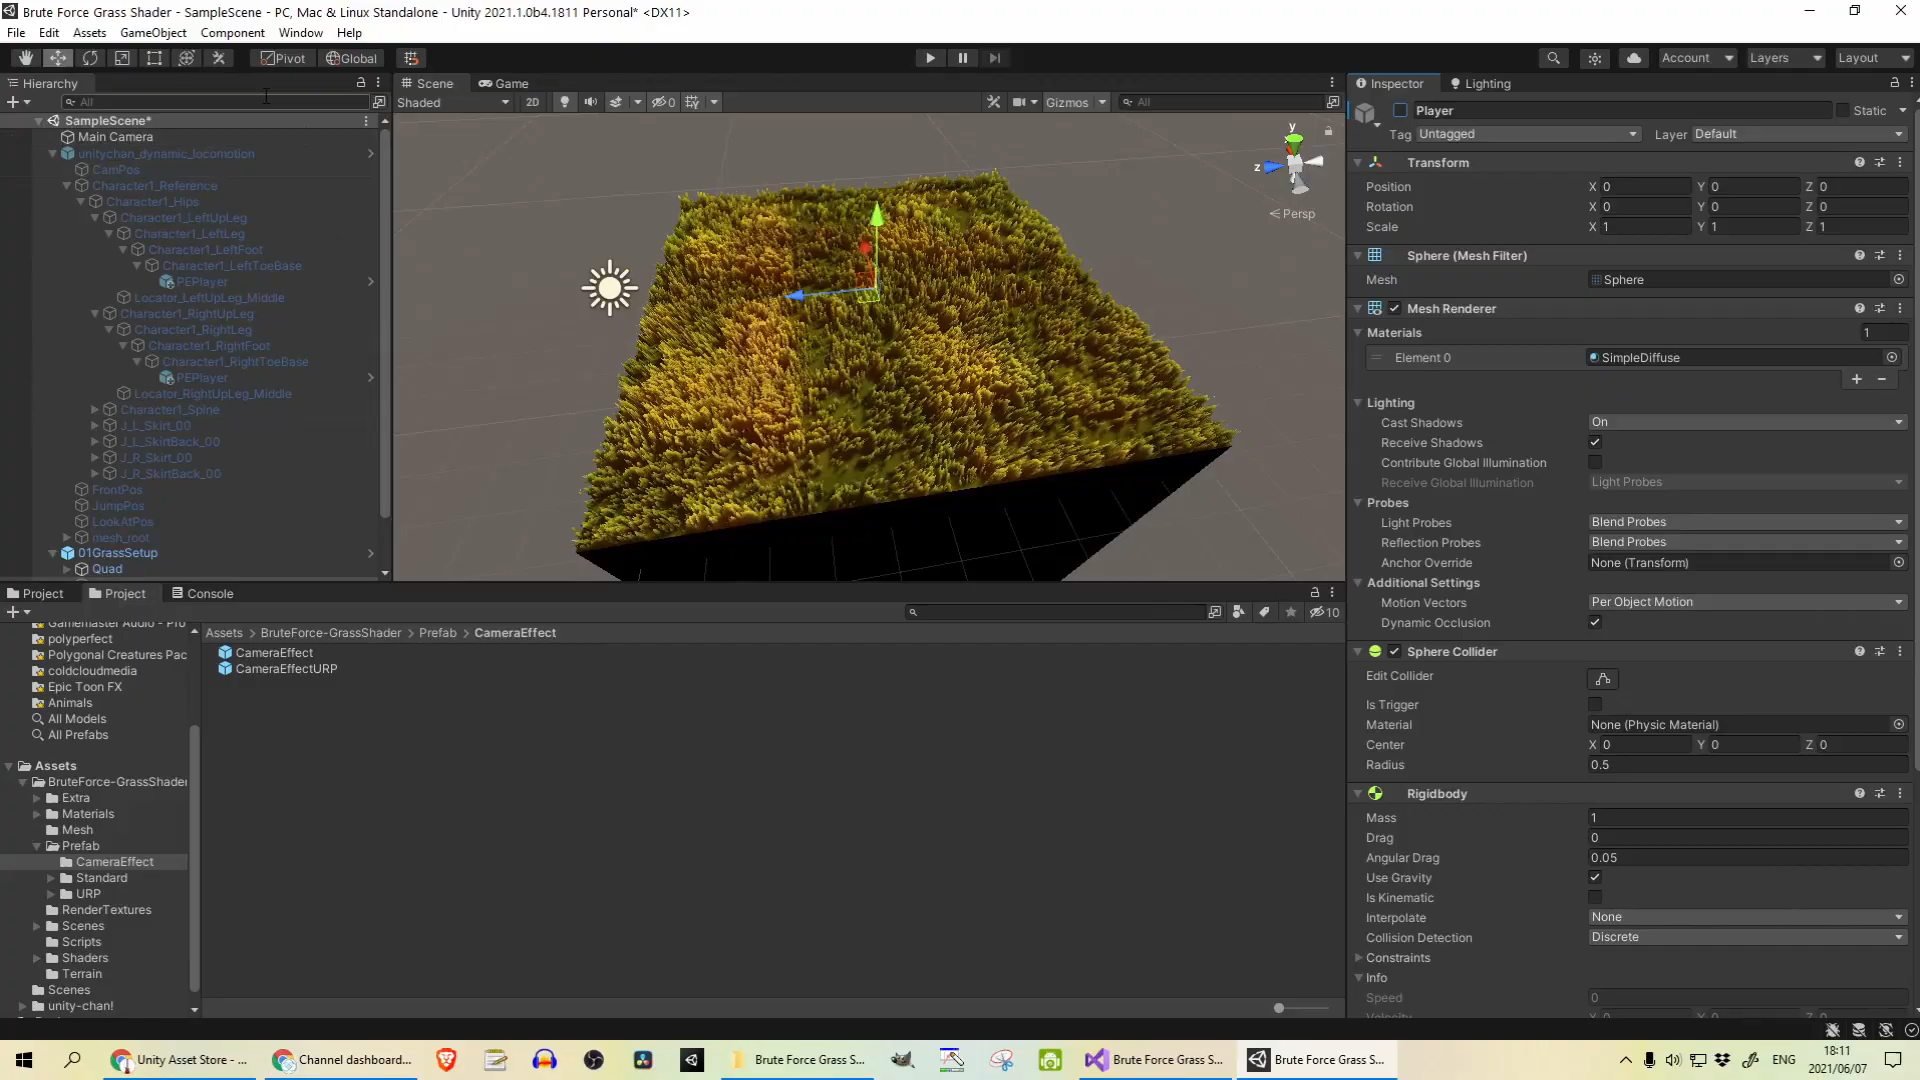 Brute Force Grass Shader - SampleScene - PC, Mac & Linux Standalone - Unity 2021.1.0b4.1811 Personal* <DX11>
File Edit Assets GameObject Component Window Help
Pivot Global Account Layers Layout
Hierarchy
All
SampleScene*
Main Camera
unitychan_dynamic_locomotion
CamPos
Character1_Reference
Character1_Hips
Character1_LeftUpLeg
Character1_LeftLeg
Character1_LeftFoot
Character1_LeftToeBase
PEPlayer
Locator_LeftUpLeg_Middle
Character1_RightUpLeg
Character1_RightLeg
Character1_RightFoot
Character1_RightToeBase
PEPlayer
Locator_RightUpLeg_Middle
Character1_Spine
J_L_Skirt_00
J_L_SkirtBack_00
J_R_Skirt_00
J_R_SkirtBack_00
FrontPos
JumpPos
LookAtPos
mesh_root
01GrassSetup
Quad
Scene Game
Shaded 2D 0 Gizmos All
y
z
Persp
Inspector Lighting
Player Static
Tag Untagged Layer Default
Transform
Position X 0 Y 0 Z 0
Rotation X 0 Y 0 Z 0
Scale X 1 Y 1 Z 1
Sphere (Mesh Filter)
Mesh Sphere
Mesh Renderer
Materials 1
Element 0 SimpleDiffuse
Lighting
Cast Shadows On
Receive Shadows
Contribute Global Illumination
Receive Global Illumination Light Probes
Probes
Light Probes Blend Probes
Reflection Probes Blend Probes
Anchor Override None (Transform)
Additional Settings
Motion Vectors Per Object Motion
Dynamic Occlusion
Sphere Collider
Edit Collider
Is Trigger
Material None (Physic Material)
Center X 0 Y 0 Z 0
Radius 0.5
Rigidbody
Mass 1
Drag 0
Angular Drag 0.05
Use Gravity
Is Kinematic
Interpolate None
Collision Detection Discrete
Constraints
Info
Speed 0
Project Project Console
10
Gamemaster Audio - Pro
polyperfect
Polygonal Creatures Pac
coldcloudmedia
Epic Toon FX
Animals
All Models
All Prefabs
Assets
BruteForce-GrassShader
Extra
Materials
Mesh
Prefab
CameraEffect
Standard
URP
RenderTextures
Scenes
Scripts
Shaders
Terrain
Scenes
unity-chan!
Assets > BruteForce-GrassShader > Prefab > CameraEffect
CameraEffect
CameraEffectURP
Unity Asset Store - ... Channel dashboard... Brute Force Grass S... Brute Force Grass S... Brute Force Grass S...
ENG
18:11
2021/06/07